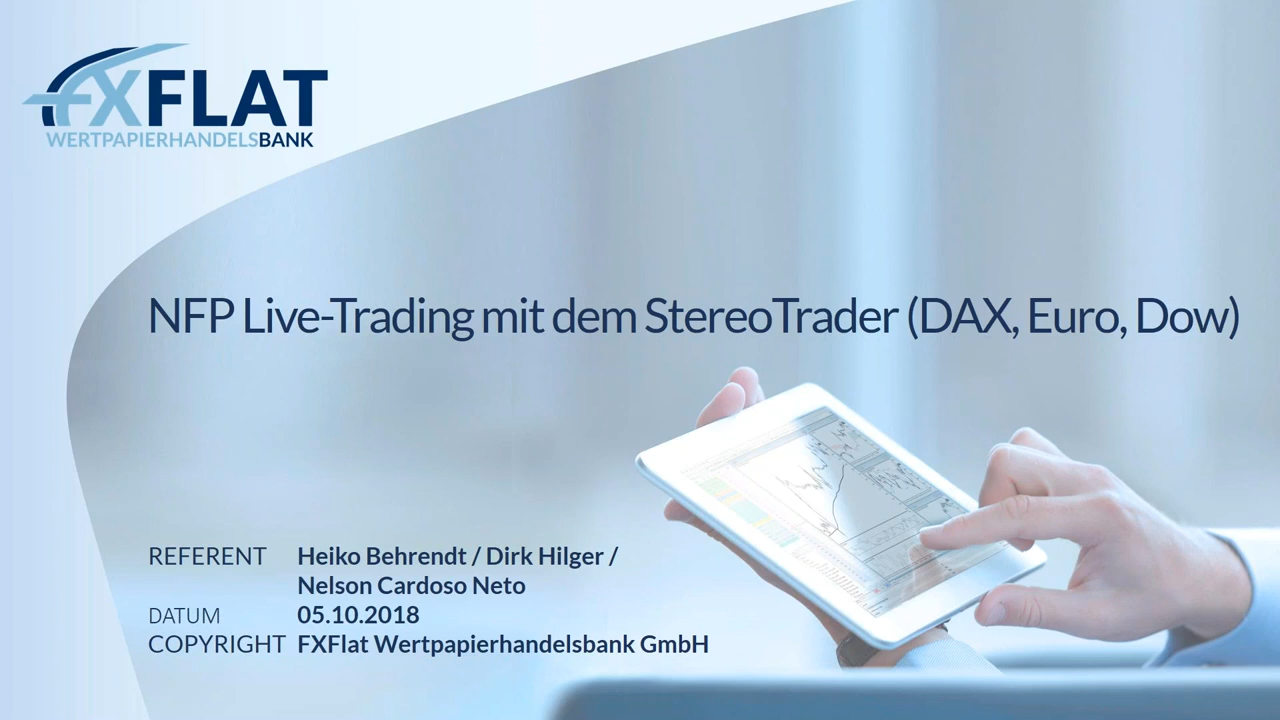 FXFLAT
WERTPAPIERHANDELSBANK
NFP Live-Trading mit dem StereoTrader (DAX, Euro, Dow)
REFERENT Heiko Behrendt / Dirk Hilger /
Nelson Cardoso Neto
DATUM 05.10.2018
COPYRIGHT FXFlat Wertpapierhandelsbank GmbH